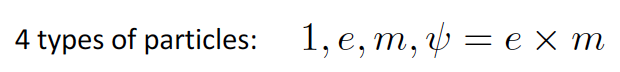 4 types of particles: 1, e, m, ψ = e × m